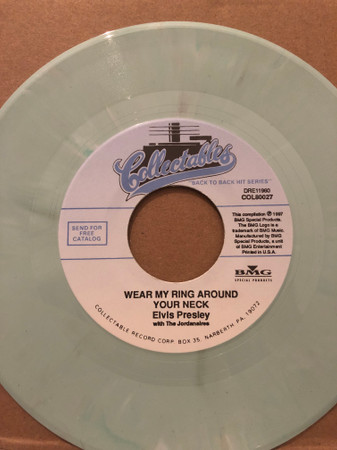 Collectables
"BACK TO BACK HIT SERIES"
DRE11960
COL80027
SEND FOR
FREE
CATALOG
This compilation ℗ 1997
BMG Special Products.
The BMG Logo is a
trademark of BMG Music.
Manufactured by BMG
Special Products, a unit
of BMG Entertainment
Printed in U.S.A.
BMG
SPECIAL PRODUCTS
WEAR MY RING AROUND
YOUR NECK
Elvis Presley
with The Jordanaires
COLLECTABLE RECORD CORP. BOX 35, NARBERTH, PA. 19072